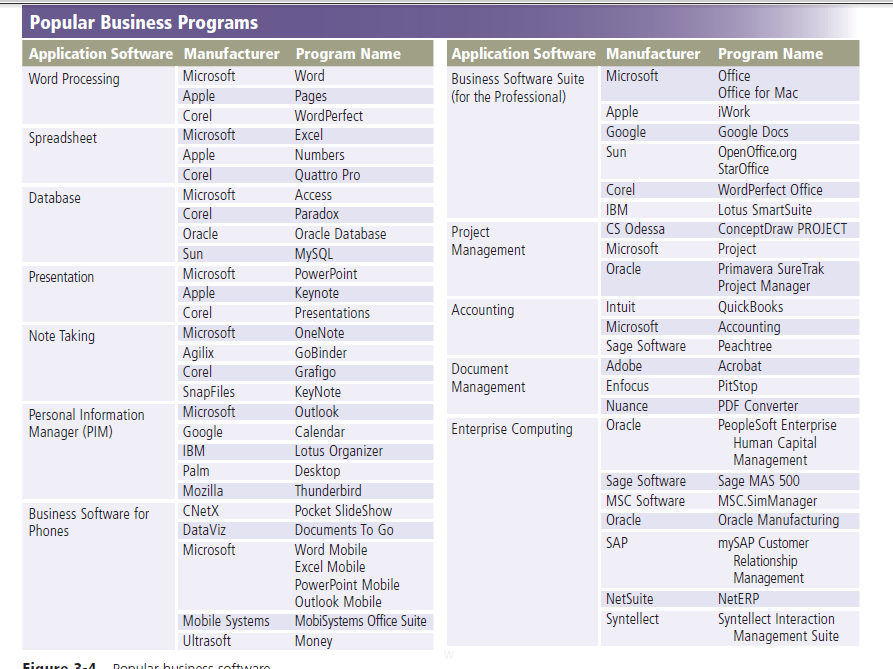 Popular Business Programs
Application Software Manufacturer Program Name
Word Processing Microsoft Word
Apple Pages
Corel WordPerfect
Spreadsheet Microsoft Excel
Apple Numbers
Corel Quattro Pro
Database Microsoft Access
Corel Paradox
Oracle Oracle Database
Sun MySQL
Presentation Microsoft PowerPoint
Apple Keynote
Corel Presentations
Note Taking Microsoft OneNote
Agilix GoBinder
Corel Grafigo
SnapFiles KeyNote
Personal Information Microsoft Outlook
Manager (PIM) Google Calendar
IBM Lotus Organizer
Palm Desktop
Mozilla Thunderbird
Business Software for CNetX Pocket SlideShow
Phones DataViz Documents To Go
Microsoft Word Mobile
Excel Mobile
PowerPoint Mobile
Outlook Mobile
Mobile Systems MobiSystems Office Suite
Ultrasoft Money
Application Software Manufacturer Program Name
Business Software Suite Microsoft Office
(for the Professional) Office for Mac
Apple iWork
Google Google Docs
Sun OpenOffice.org
StarOffice
Corel WordPerfect Office
IBM Lotus SmartSuite
Project CS Odessa ConceptDraw PROJECT
Management Microsoft Project
Oracle Primavera SureTrak
Project Manager
Accounting Intuit QuickBooks
Microsoft Accounting
Sage Software Peachtree
Document Adobe Acrobat
Management Enfocus PitStop
Nuance PDF Converter
Enterprise Computing Oracle PeopleSoft Enterprise
Human Capital
Management
Sage Software Sage MAS 500
MSC Software MSC.SimManager
Oracle Oracle Manufacturing
SAP mySAP Customer
Relationship
Management
NetSuite NetERP
Syntellect Syntellect Interaction
Management Suite
W
Figure 3-4 Popular business software